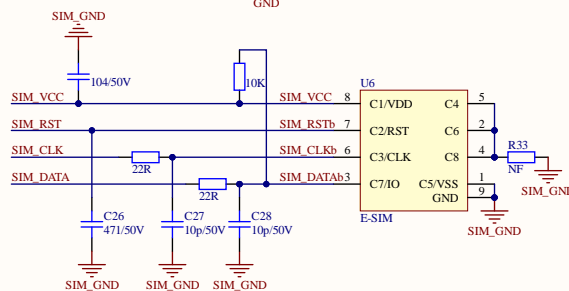 GND
SIM_GND
104/50V
10K
U6
SIM_VCC
SIM_VCC 8 C1/VDD C4 5
SIM_RST
SIM_RSTb 7 C2/RST C6 2
SIM_CLK
SIM_CLKb 6 C3/CLK C8 4
R33
NF
22R
SIM_DATA
SIM_DATAb 3 C7/IO C5/VSS 1
GND 9
22R
SIM_GND
E-SIM
C26
471/50V
C27
10p/50V
C28
10p/50V
SIM_GND
SIM_GND
SIM_GND
SIM_GND